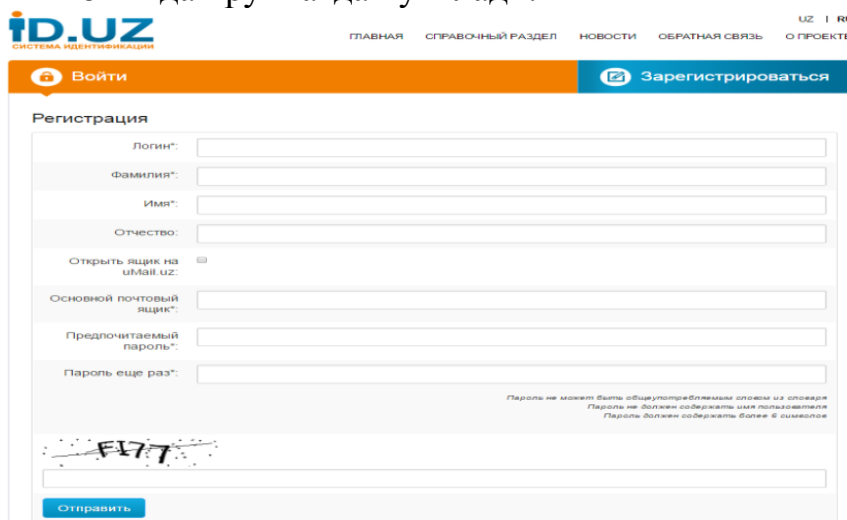 UZ | RU
iD.UZ
СИСТЕМА ИДЕНТИФИКАЦИИ
ГЛАВНАЯ СПРАВОЧНЫЙ РАЗДЕЛ НОВОСТИ ОБРАТНАЯ СВЯЗЬ О ПРОЕКТЕ
Войти
Зарегистрироваться
Регистрация
Логин*:
Фамилия*:
Имя*:
Отчество:
Открыть ящик на
uMail.uz:
Основной почтовый
ящик*:
Предпочитаемый
пароль*:
Пароль еще раз*:
Пароль не может быть общеупотребляемым словом из словаря
Пароль не должен содержать имя пользователя
Пароль должен содержать более 6 символов
FI77
Отправить